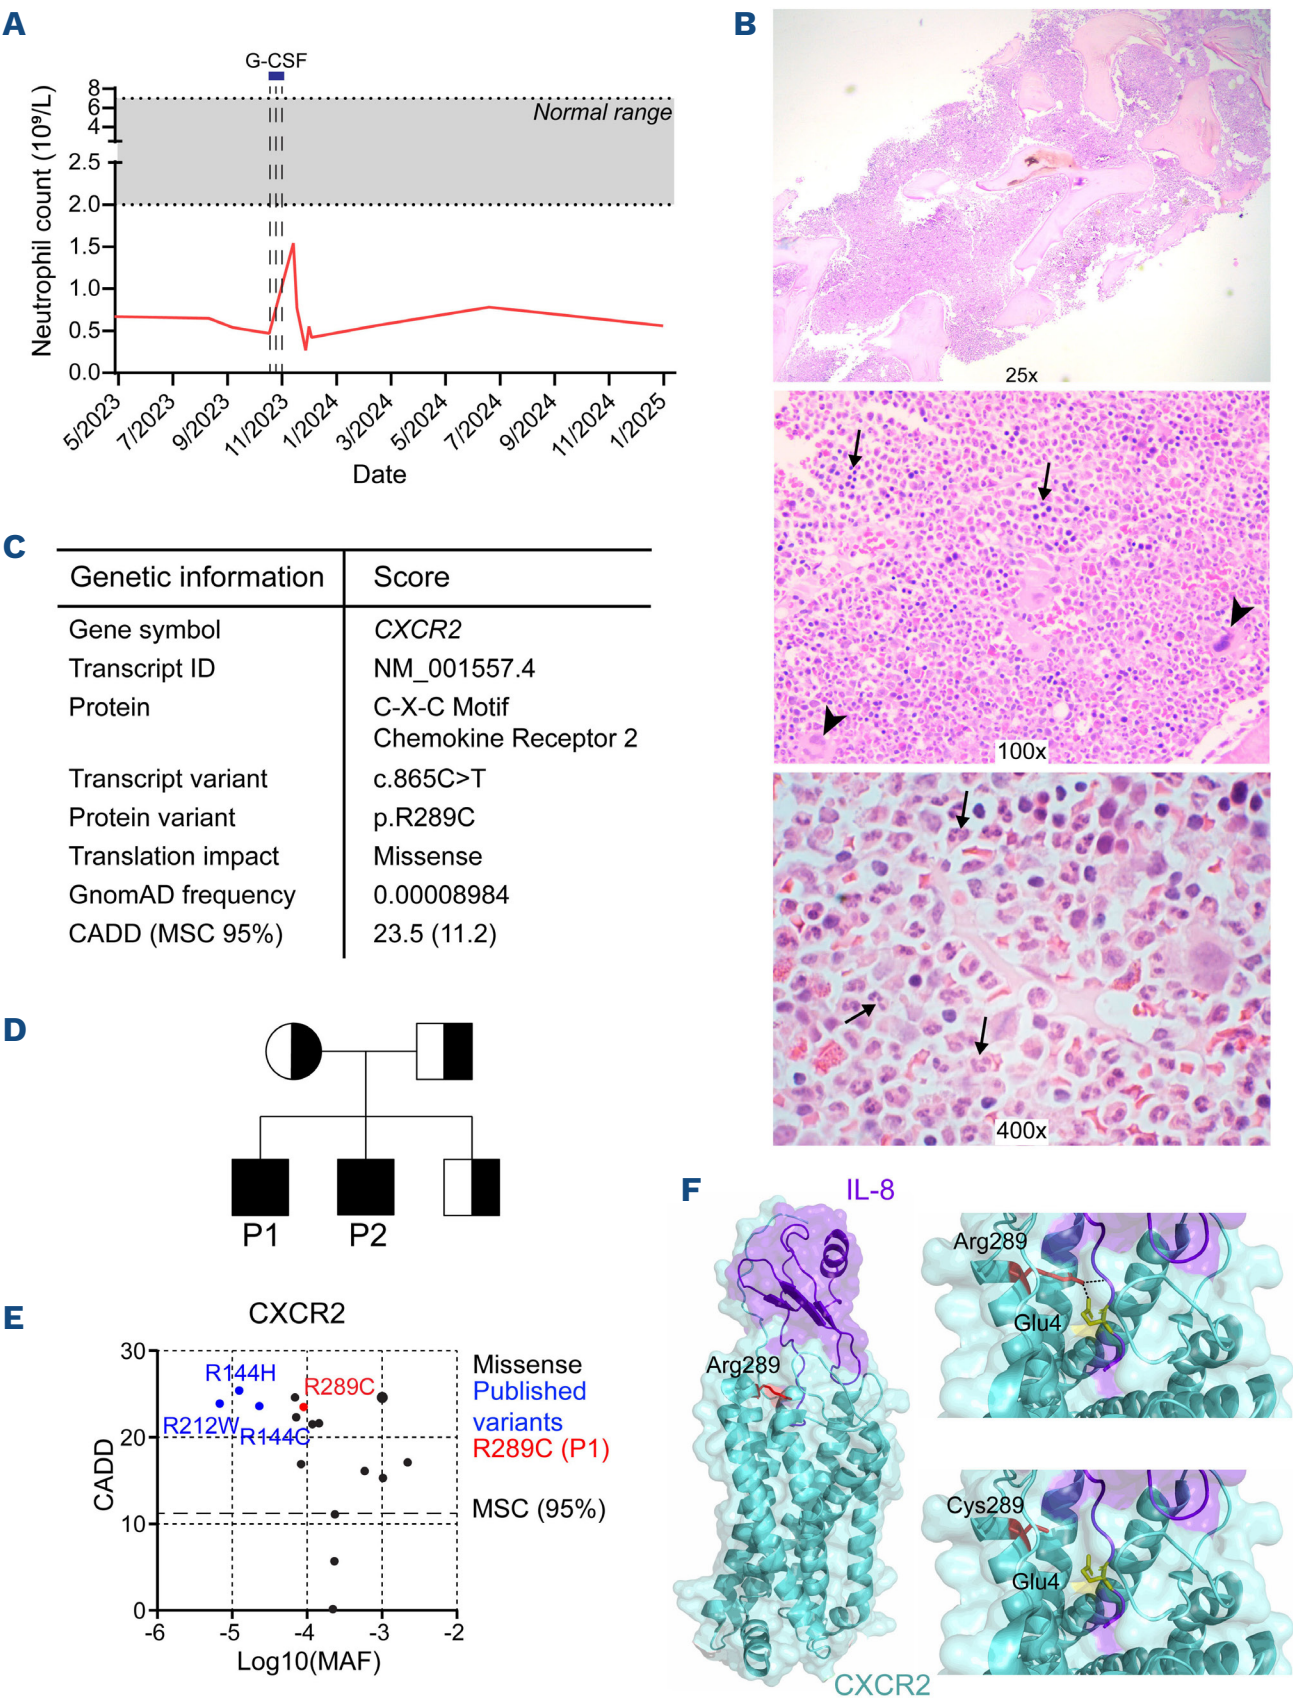 A
G-CSF
Normal range
Neutrophil count (10⁹/L)
8
6
4
2.5
2.0
1.5
1.0
0.5
0.0
5/2023
7/2023
9/2023
11/2023
1/2024
3/2024
5/2024
7/2024
9/2024
11/2024
1/2025
Date
B
25x
100x
400x
C
Genetic information Score
Gene symbol CXCR2
Transcript ID NM_001557.4
Protein C-X-C Motif
Chemokine Receptor 2
Transcript variant c.865C>T
Protein variant p.R289C
Translation impact Missense
GnomAD frequency 0.00008984
CADD (MSC 95%) 23.5 (11.2)
D
P1 P2
E
CXCR2
CADD
30
20
10
0
R144H
R289C
R212W
R144C
-6 -5 -4 -3 -2
Log10(MAF)
Missense
Published
variants
R289C (P1)
MSC (95%)
F
IL-8
Arg289
CXCR2
Arg289
Glu4
Cys289
Glu4